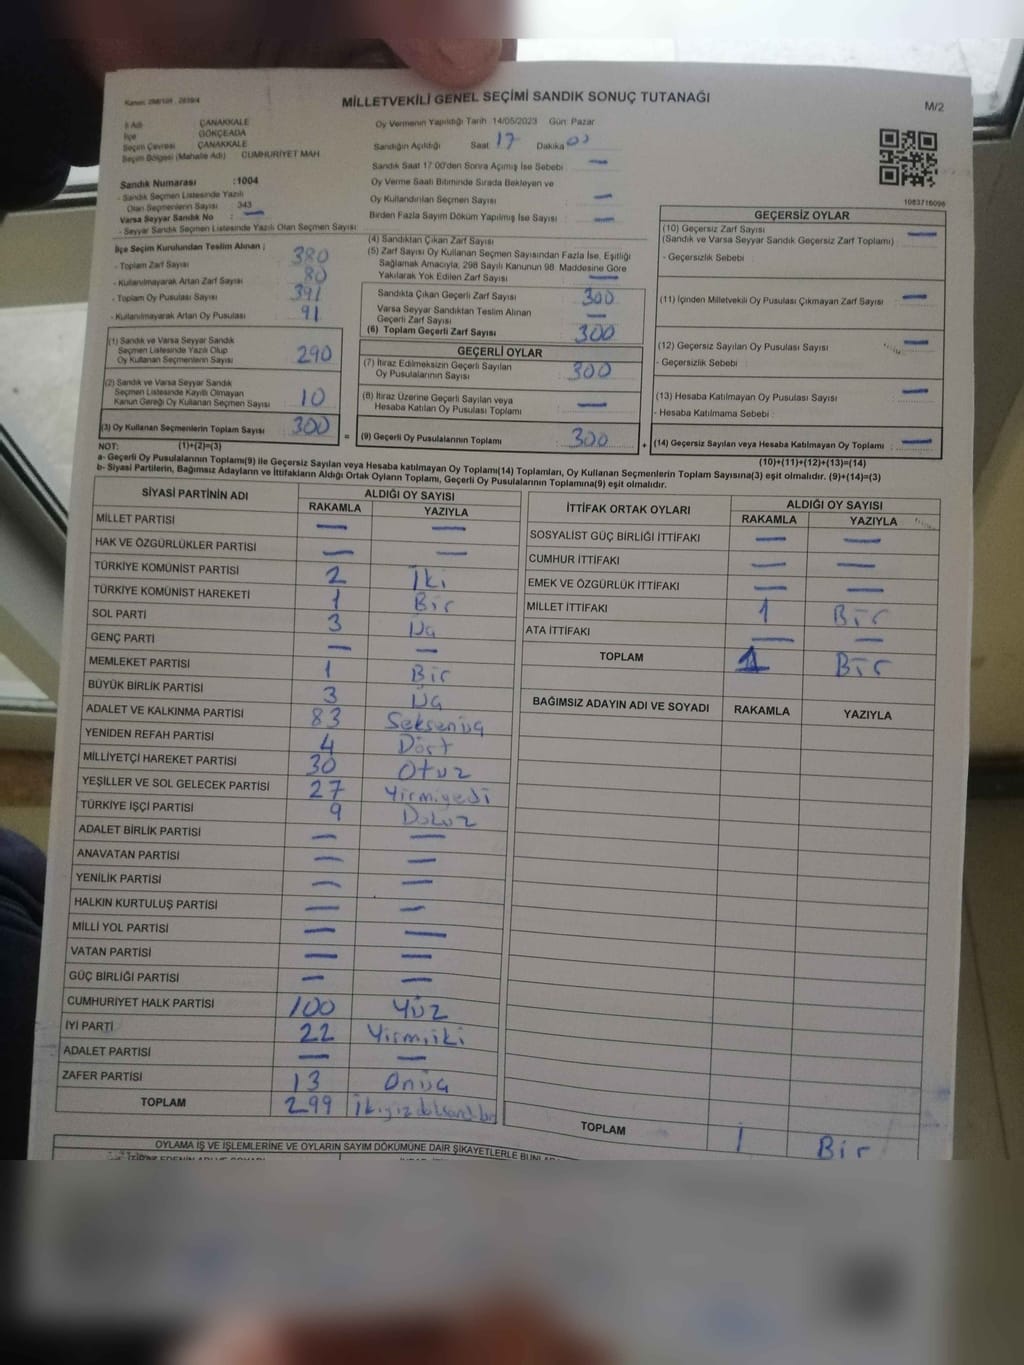 MİLLETVEKİLİ GENEL SEÇİMİ SANDIK SONUÇ TUTANAĞI
M/2
İl Adı ÇANAKKALE
İlçe GÖKÇEADA
Seçim Çevresi ÇANAKKALE
Seçim Bölgesi (Mahalle Adı) CUMHURİYET MAH.
Sandık Numarası :1004
- Sandık Seçmen Listesinde Yazılı
Olan Seçmenlerin Sayısı 343
Varsa Seyyar Sandık No : —
- Seyyar Sandık Seçmen Listesinde Yazılı Olan Seçmen Sayısı:
Oy Vermenin Yapıldığı Tarih 14/05/2023 Gün: Pazar
Sandığın Açıldığı Saat 17 Dakika
Sandık Saat 17:00'den Sonra Açılmış İse Sebebi —
Oy Verme Saati Bitiminde Sırada Bekleyen ve
Oy Kullandırılan Seçmen Sayısı —
Birden Fazla Sayım Döküm Yapılmış İse Sayısı —
1083716096
İlçe Seçim Kurulundan Teslim Alınan ;
- Toplam Zarf Sayısı 380
- Kullanılmayarak Artan Zarf Sayısı 80
- Toplam Oy Pusulası Sayısı 391
- Kullanılmayarak Artan Oy Pusulası 91
(1) Sandık ve Varsa Seyyar Sandık
Seçmen Listesinde Yazılı Olup
Oy Kullanan Seçmenlerin Sayısı 290
(2) Sandık ve Varsa Seyyar Sandık
Seçmen Listesinde Kayıtlı Olmayan
Kanun Gereği Oy Kullanan Seçmen Sayısı 10
(3) Oy Kullanan Seçmenlerin Toplam Sayısı 300
(4) Sandıktan Çıkan Zarf Sayısı
(5) Zarf Sayısı Oy Kullanan Seçmen Sayısından Fazla İse, Eşitliği
Sağlamak Amacıyla, 298 Sayılı Kanunun 98. Maddesine Göre
Yakılarak Yok Edilen Zarf Sayısı —
Sandıkta Çıkan Geçerli Zarf Sayısı 300
Varsa Seyyar Sandıktan Teslim Alınan
Geçerli Zarf Sayısı —
(6) Toplam Geçerli Zarf Sayısı 300
GEÇERLİ OYLAR
(7) İtiraz Edilmeksizin Geçerli Sayılan
Oy Pusulalarının Sayısı 300
(8) İtiraz Üzerine Geçerli Sayılan veya
Hesaba Katılan Oy Pusulası Toplamı —
= (9) Geçerli Oy Pusulalarının Toplamı 300
GEÇERSİZ OYLAR
(10) Geçersiz Zarf Sayısı —
(Sandık ve Varsa Seyyar Sandık Geçersiz Zarf Toplamı)
- Geçersizlik Sebebi :
(11) İçinden Milletvekili Oy Pusulası Çıkmayan Zarf Sayısı —
(12) Geçersiz Sayılan Oy Pusulası Sayısı —
- Geçersizlik Sebebi :
(13) Hesaba Katılmayan Oy Pusulası Sayısı —
- Hesaba Katılmama Sebebi :
+ (14) Geçersiz Sayılan veya Hesaba Katılmayan Oy Toplamı —
NOT: (1)+(2)=(3)
(10)+(11)+(12)+(13)=(14)
a- Geçerli Oy Pusulalarının Toplamı(9) ile Geçersiz Sayılan veya Hesaba katılmayan Oy Toplamı(14) Toplamları, Oy Kullanan Seçmenlerin Toplam Sayısına(3) eşit olmalıdır. (9)+(14)=(3)
b- Siyasi Partilerin, Bağımsız Adayların ve İttifakların Aldığı Ortak Oyların Toplamı, Geçerli Oy Pusulalarının Toplamına(9) eşit olmalıdır.
SİYASİ PARTİNİN ADI ALDIĞI OY SAYISI
RAKAMLA YAZIYLA
MİLLET PARTİSİ — —
HAK VE ÖZGÜRLÜKLER PARTİSİ — —
TÜRKİYE KOMÜNİST PARTİSİ 2 İki
TÜRKİYE KOMÜNİST HAREKETİ 1 Bir
SOL PARTİ 3 Üç
GENÇ PARTİ — —
MEMLEKET PARTİSİ 1 Bir
BÜYÜK BİRLİK PARTİSİ 3 Üç
ADALET VE KALKINMA PARTİSİ 83 Seksenüç
YENİDEN REFAH PARTİSİ 4 Dört
MİLLİYETÇİ HAREKET PARTİSİ 30 Otuz
YEŞİLLER VE SOL GELECEK PARTİSİ 27 Yirmiyedi
TÜRKİYE İŞÇİ PARTİSİ 9 Dokuz
ADALET BİRLİK PARTİSİ — —
ANAVATAN PARTİSİ — —
YENİLİK PARTİSİ — —
HALKIN KURTULUŞ PARTİSİ — —
MİLLİ YOL PARTİSİ — —
VATAN PARTİSİ — —
GÜÇ BİRLİĞİ PARTİSİ — —
CUMHURİYET HALK PARTİSİ 100 Yüz
İYİ PARTİ 22 Yirmiiki
ADALET PARTİSİ — —
ZAFER PARTİSİ 13 Onüç
TOPLAM 299
İTTİFAK ORTAK OYLARI ALDIĞI OY SAYISI
RAKAMLA YAZIYLA
SOSYALİST GÜÇ BİRLİĞİ İTTİFAKI — —
CUMHUR İTTİFAKI — —
EMEK VE ÖZGÜRLÜK İTTİFAKI — —
MİLLET İTTİFAKI 1 Bir
ATA İTTİFAKI — —
TOPLAM 1 Bir
BAĞIMSIZ ADAYIN ADI VE SOYADI RAKAMLA YAZIYLA
TOPLAM 1 Bir
OYLAMA İŞ VE İŞLEMLERİNE VE OYLARIN SAYIM DÖKÜMÜNE DAİR ŞİKAYETLERLE